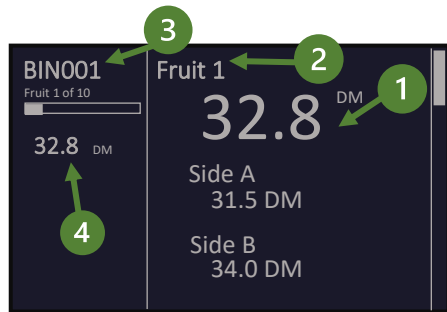 3
2
BIN001
Fruit 1 of 10
32.8 DM
4
Fruit 1
32.8 DM
1
Side A
31.5 DM
Side B
34.0 DM